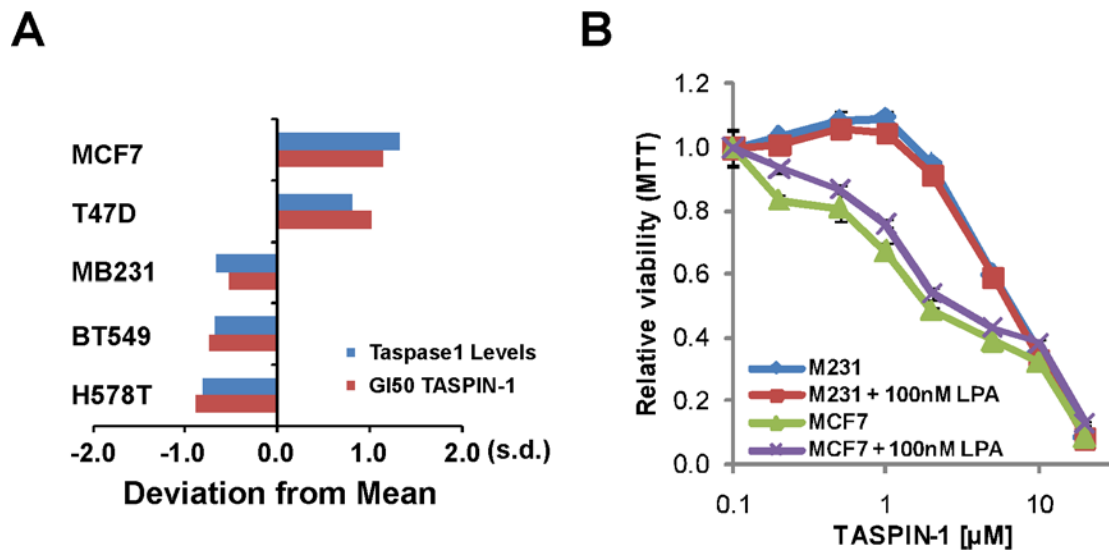 A
MCF7
T47D
MB231
BT549
H578T
Taspase1 Levels
GI50 TASPIN-1
-2.0 -1.0 0.0 1.0 2.0 (s.d.)
Deviation from Mean
B
Relative viability (MTT)
1.2
1.0
0.8
0.6
0.4
0.2
0.0
M231
M231 + 100nM LPA
MCF7
MCF7 + 100nM LPA
0.1 1 10
TASPIN-1 [µM]